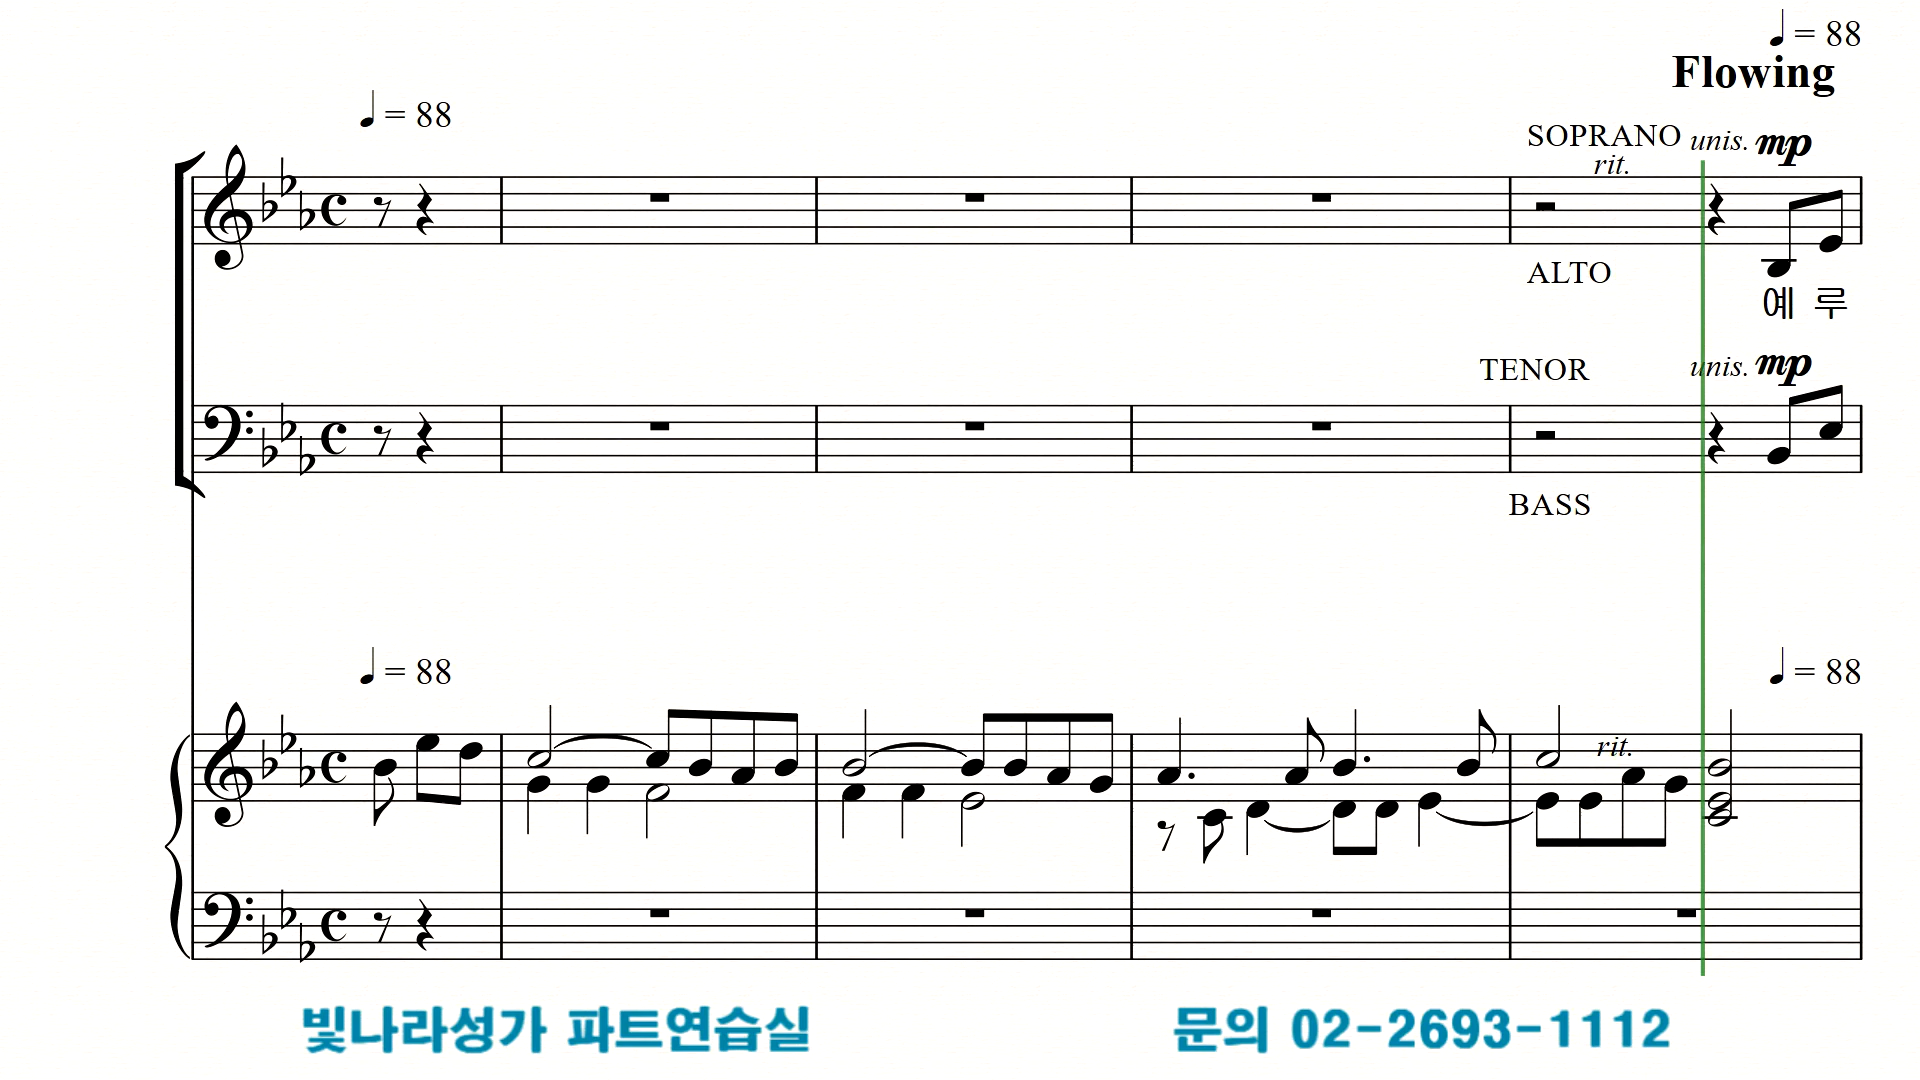 ♩ = 88
Flowing
♩ = 88
SOPRANO unis. mp
rit.
ALTO
예 루
TENOR unis. mp
BASS
♩ = 88 ♩ = 88
rit.
빛나라성가 파트연습실 문의 02-2693-1112